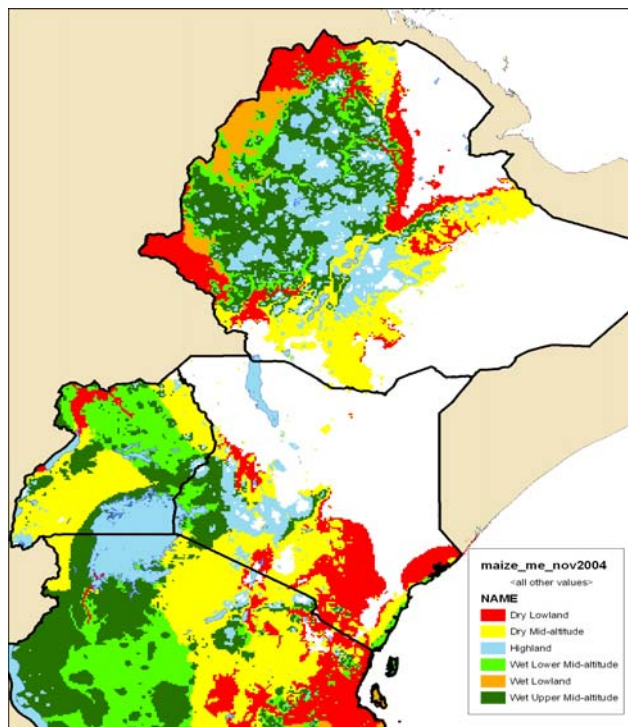 maize_me_nov2004
<all other values>
NAME
Dry Lowland
Dry Mid-altitude
Highland
Wet Lower Mid-altitude
Wet Lowland
Wet Upper Mid-altitude